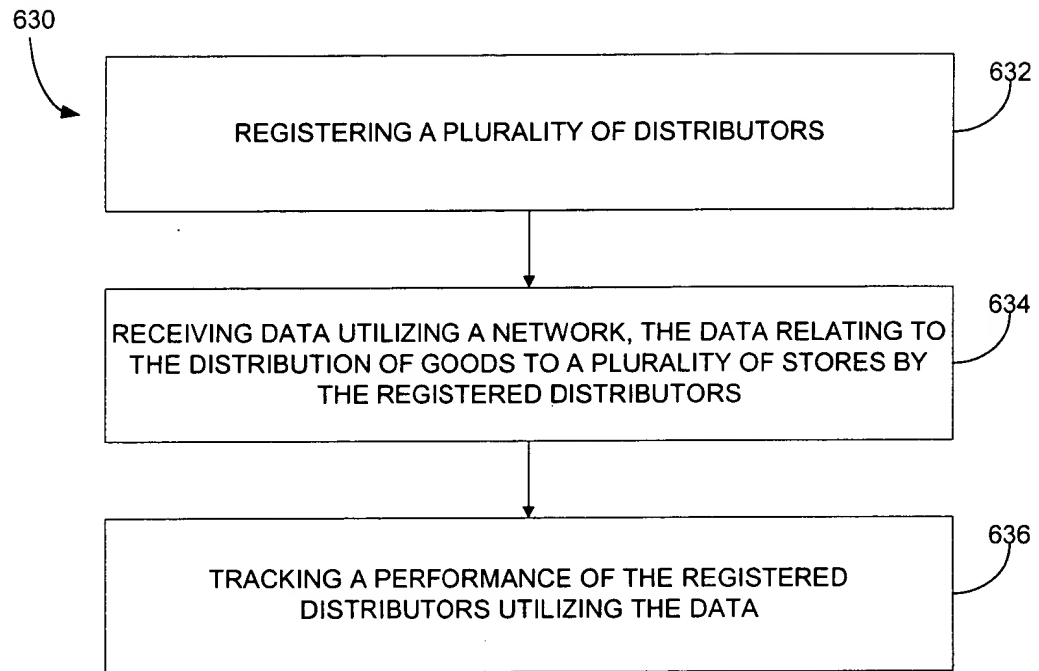 630
632
REGISTERING A PLURALITY OF DISTRIBUTORS
634
RECEIVING DATA UTILIZING A NETWORK, THE DATA RELATING TO
THE DISTRIBUTION OF GOODS TO A PLURALITY OF STORES BY
THE REGISTERED DISTRIBUTORS
636
TRACKING A PERFORMANCE OF THE REGISTERED
DISTRIBUTORS UTILIZING THE DATA